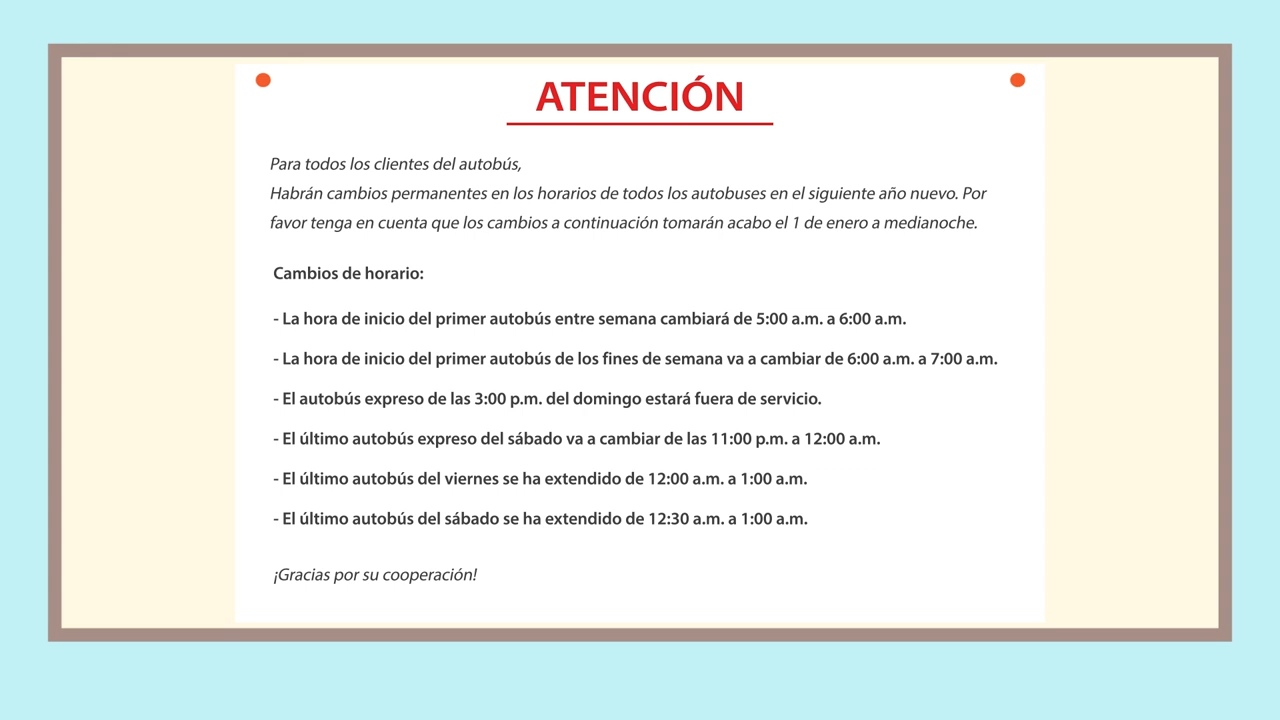 ATENCIÓN
Para todos los clientes del autobús,
Habrán cambios permanentes en los horarios de todos los autobuses en el siguiente año nuevo. Por
favor tenga en cuenta que los cambios a continuación tomarán acabo el 1 de enero a medianoche.
Cambios de horario:
- La hora de inicio del primer autobús entre semana cambiará de 5:00 a.m. a 6:00 a.m.
- La hora de inicio del primer autobús de los fines de semana va a cambiar de 6:00 a.m. a 7:00 a.m.
- El autobús expreso de las 3:00 p.m. del domingo estará fuera de servicio.
- El último autobús expreso del sábado va a cambiar de las 11:00 p.m. a 12:00 a.m.
- El último autobús del viernes se ha extendido de 12:00 a.m. a 1:00 a.m.
- El último autobús del sábado se ha extendido de 12:30 a.m. a 1:00 a.m.
¡Gracias por su cooperación!